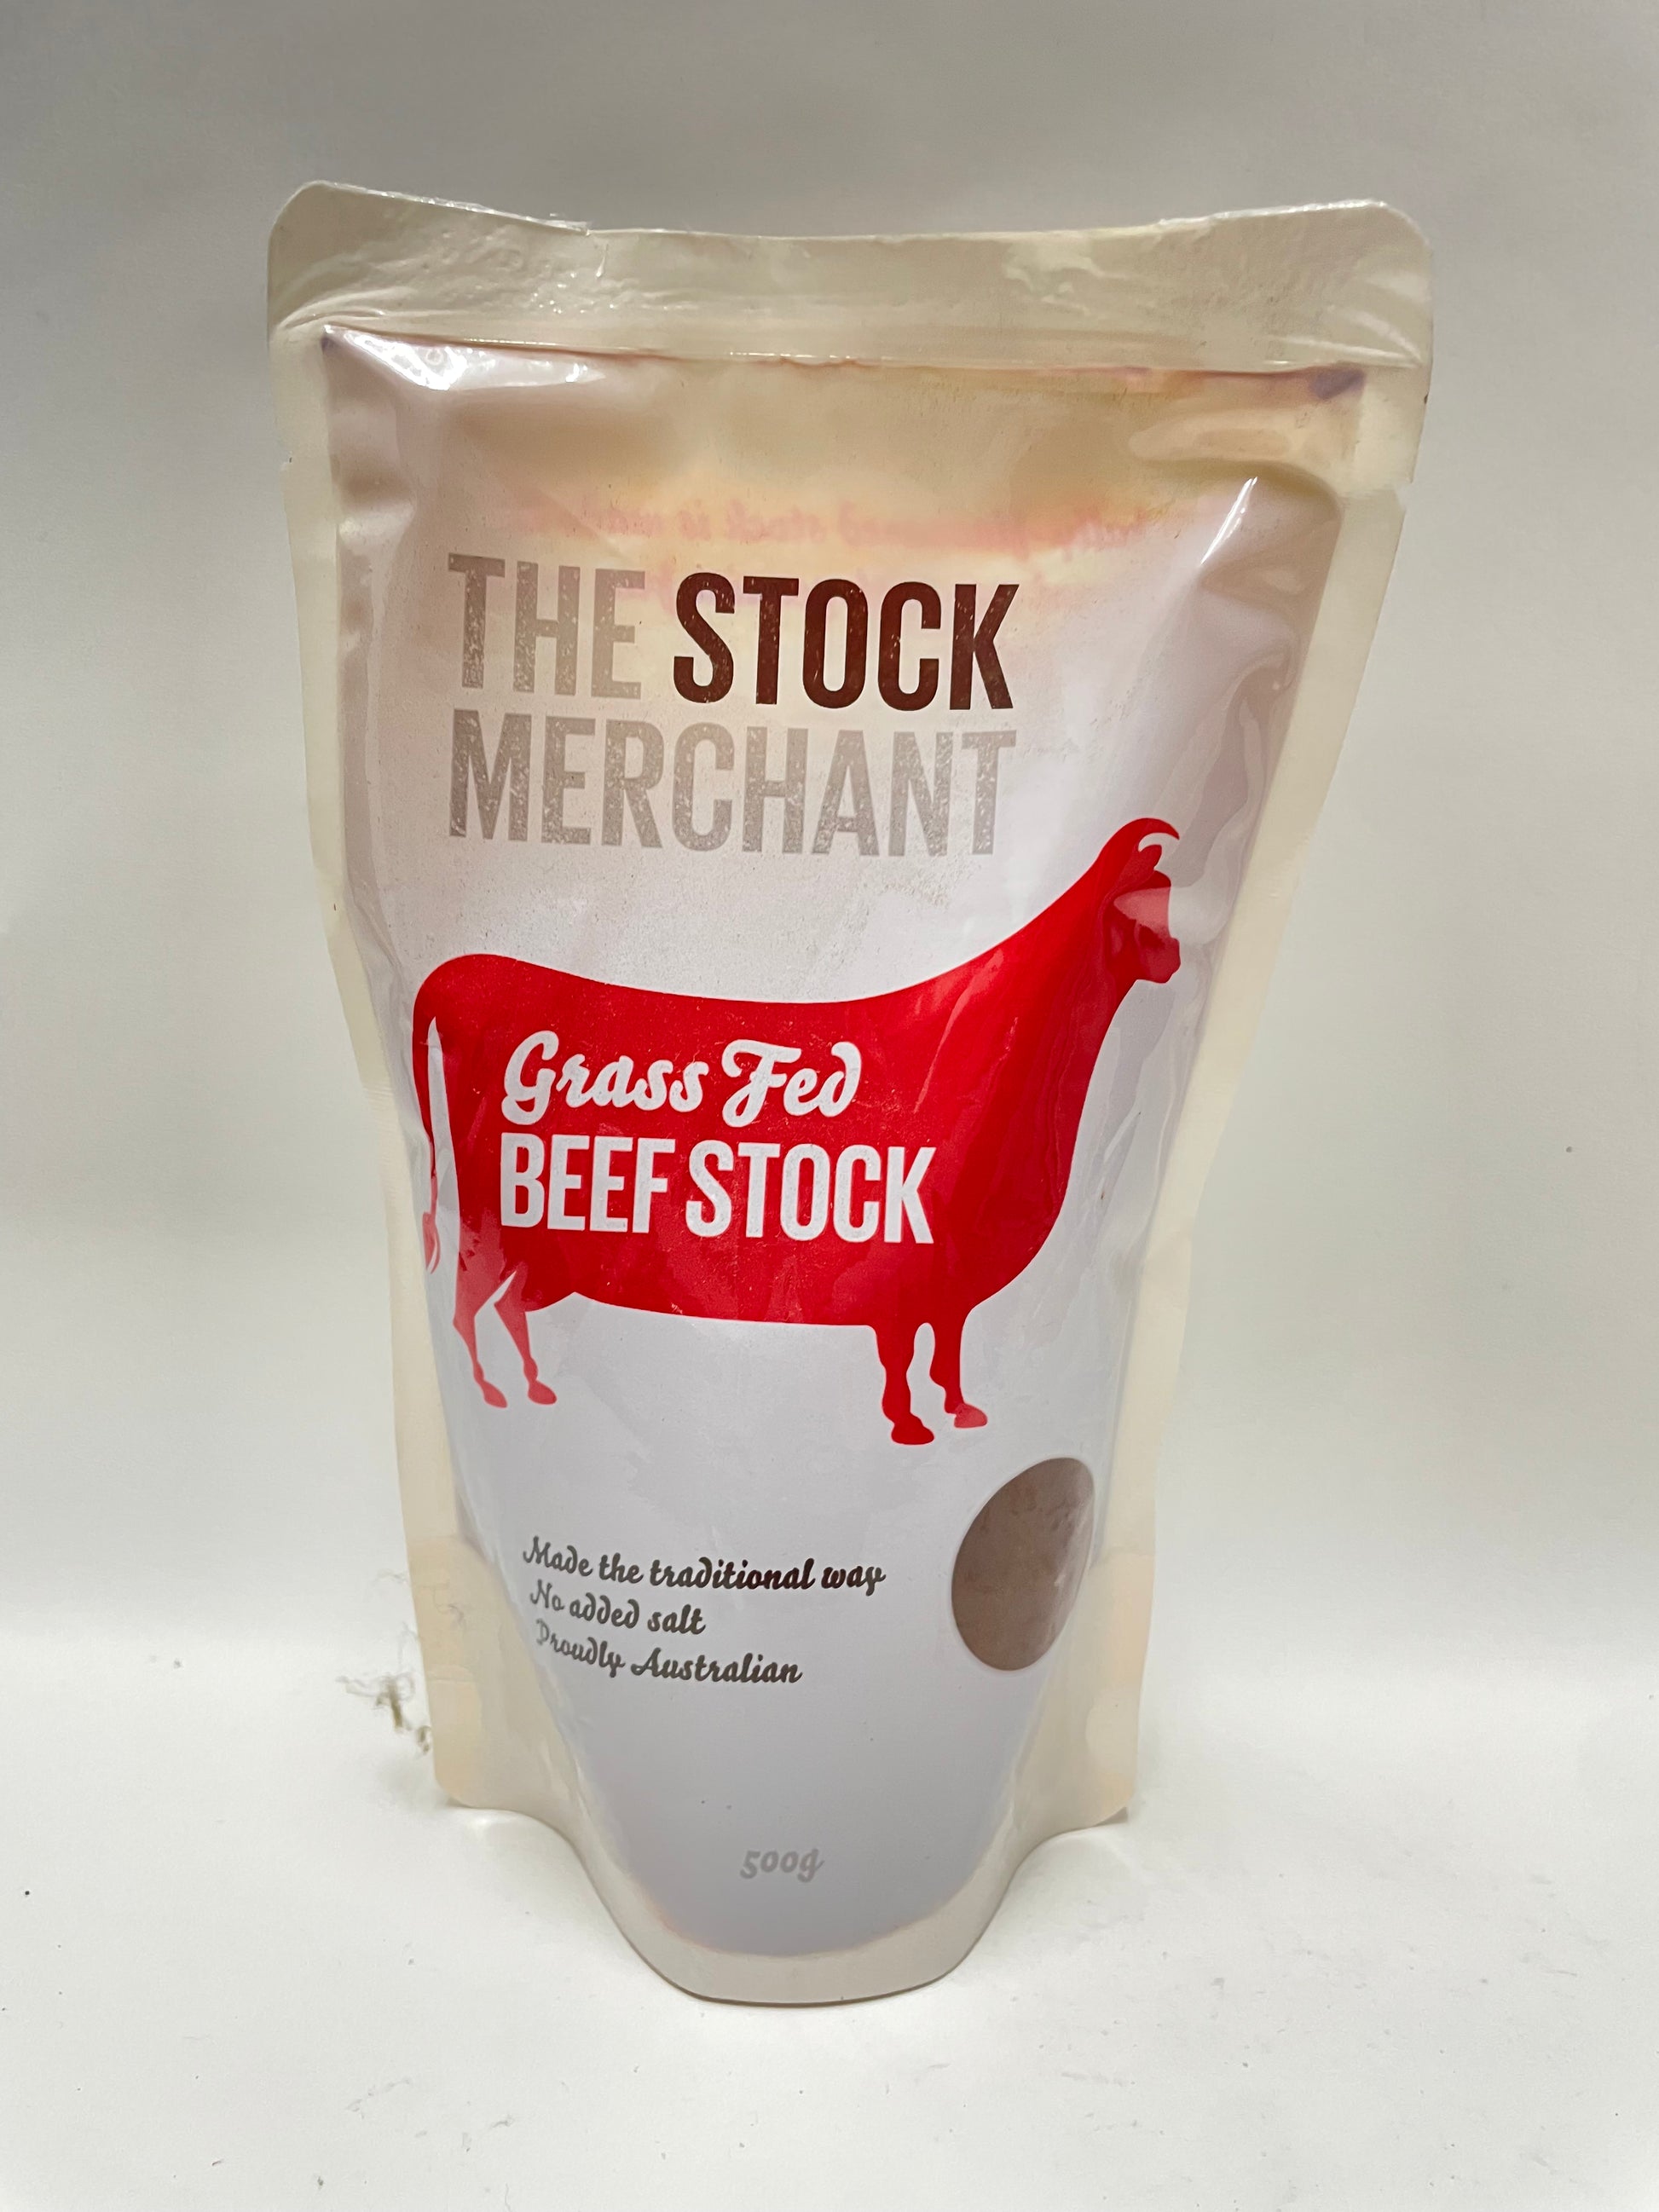 THE STOCK
MERCHANT
Grass Fed
BEEF STOCK
Made the traditional way
No added salt
Proudly Australian
500g